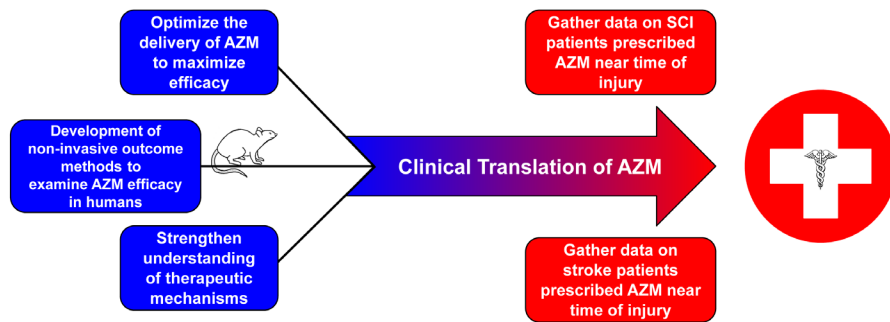 Optimize the
delivery of AZM
to maximize
efficacy
Development of
non-invasive outcome
methods to
examine AZM efficacy
in humans
Strengthen
understanding
of therapeutic
mechanisms
Clinical Translation of AZM
Gather data on SCI
patients prescribed
AZM near time of
injury
Gather data on
stroke patients
prescribed AZM near
time of injury